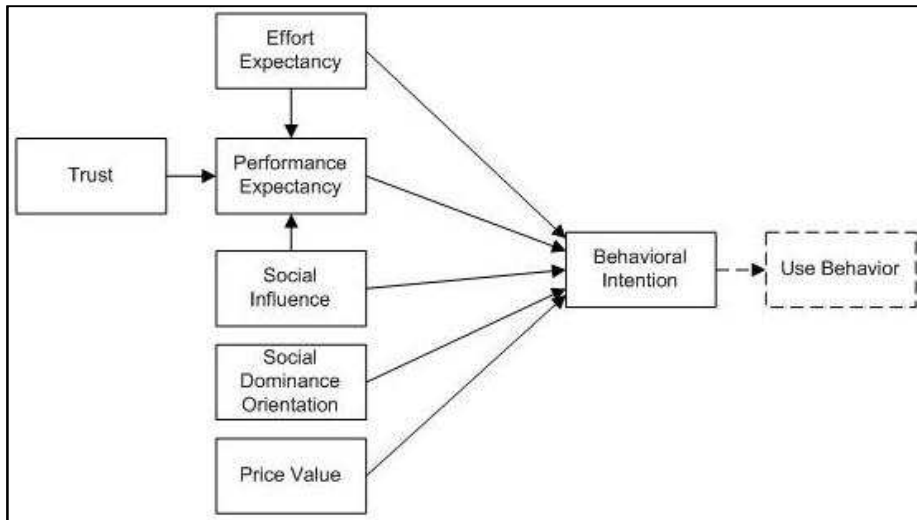 Effort
Expectancy
Trust
Performance
Expectancy
Social
Influence
Behavioral
Intention
Use Behavior
Social
Dominance
Orientation
Price Value